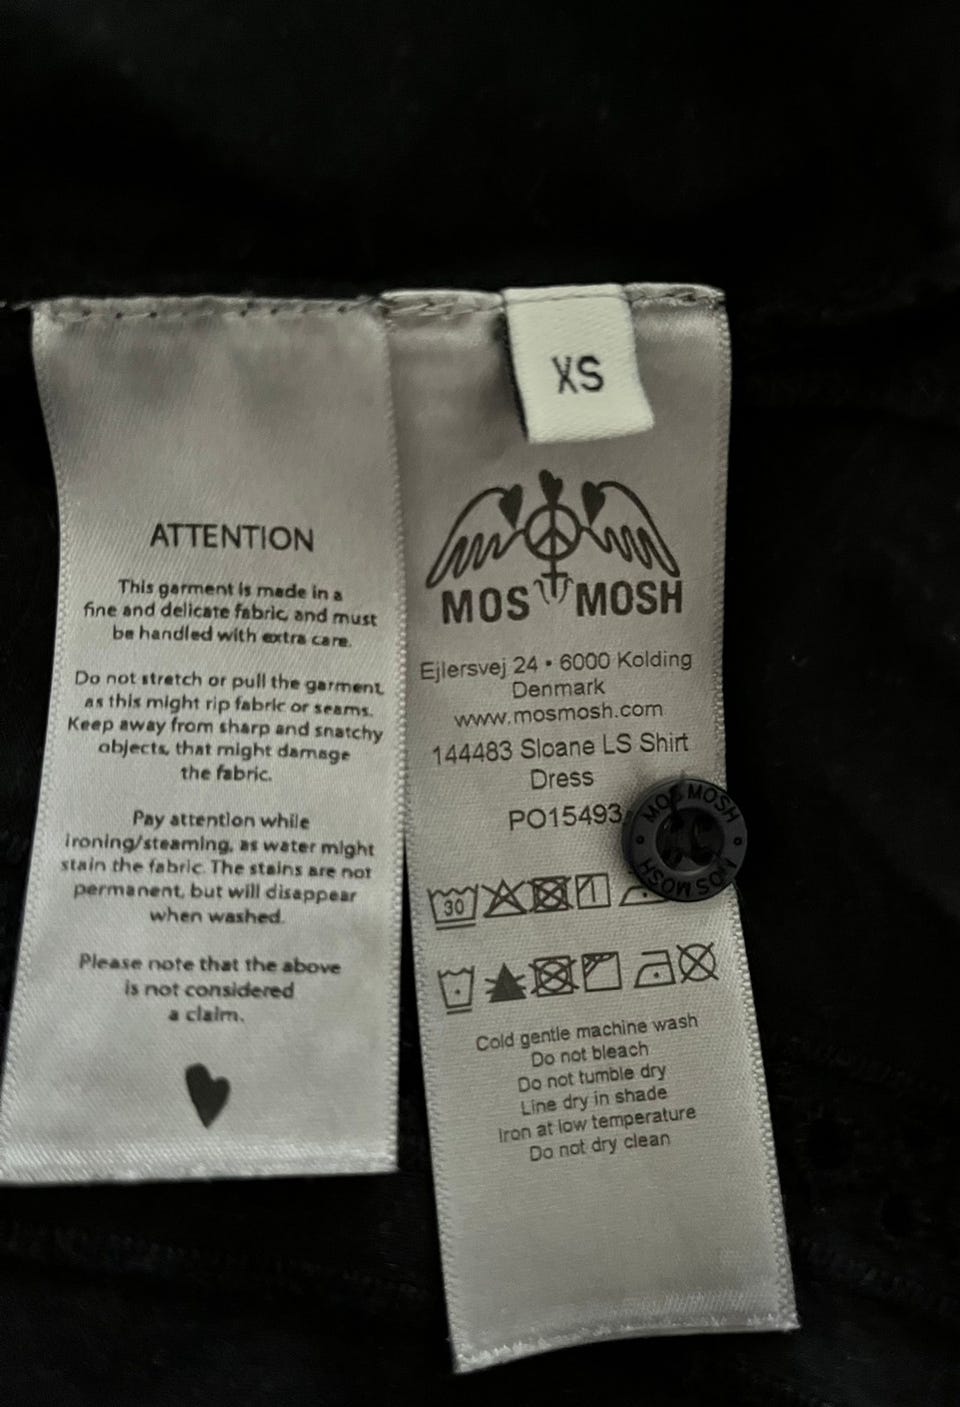 ATTENTION
This garment is made in a
fine and delicate fabric, and must
be handled with extra care.
Do not stretch or pull the garment,
as this might rip fabric or seams.
Keep away from sharp and snatchy
objects, that might damage
the fabric.
Pay attention while
ironing/steaming, as water might
stain the fabric. The stains are not
permanent, but will disappear
when washed.
Please note that the above
is not considered
a claim.
XS
MOS MOSH
Ejlersvej 24 • 6000 Kolding
Denmark
www.mosmosh.com
144483 Sloane LS Shirt
Dress
PO15493
MOS MOSH
MOS MOSH
30
Cold gentle machine wash
Do not bleach
Do not tumble dry
Line dry in shade
Iron at low temperature
Do not dry clean